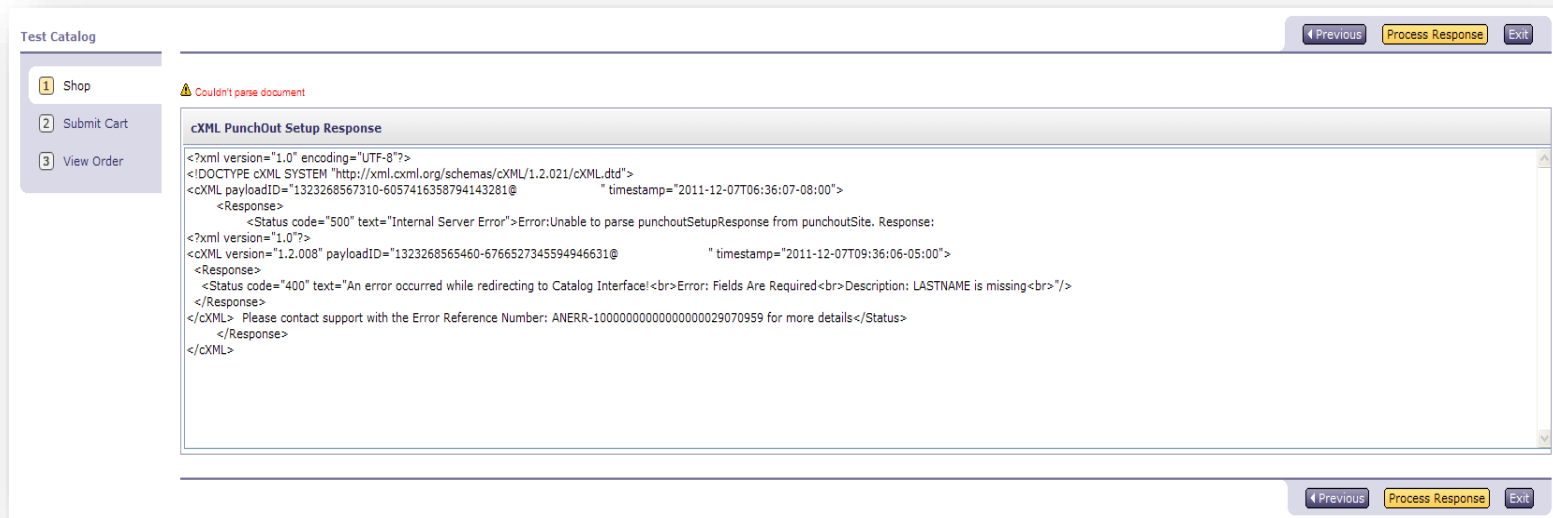 Test Catalog
Previous Process Response Exit
1 Shop
2 Submit Cart
3 View Order
Couldn't parse document
cXML PunchOut Setup Response
<?xml version="1.0" encoding="UTF-8"?>
<!DOCTYPE cXML SYSTEM "http://xml.cxml.org/schemas/cXML/1.2.021/cXML.dtd">
<cXML payloadID="1323268567310-6057416358794143281@ " timestamp="2011-12-07T06:36:07-08:00">
<Response>
<Status code="500" text="Internal Server Error">Error:Unable to parse punchoutSetupResponse from punchoutSite. Response:
<?xml version="1.0"?>
<cXML version="1.2.008" payloadID="1323268565460-6766527345594946631@ " timestamp="2011-12-07T09:36:06-05:00">
<Response>
<Status code="400" text="An error occurred while redirecting to Catalog Interface!<br>Error: Fields Are Required<br>Description: LASTNAME is missing<br>"/>
</Response>
</cXML> Please contact support with the Error Reference Number: ANERR-10000000000000000029070959 for more details</Status>
</Response>
</cXML>
Previous Process Response Exit